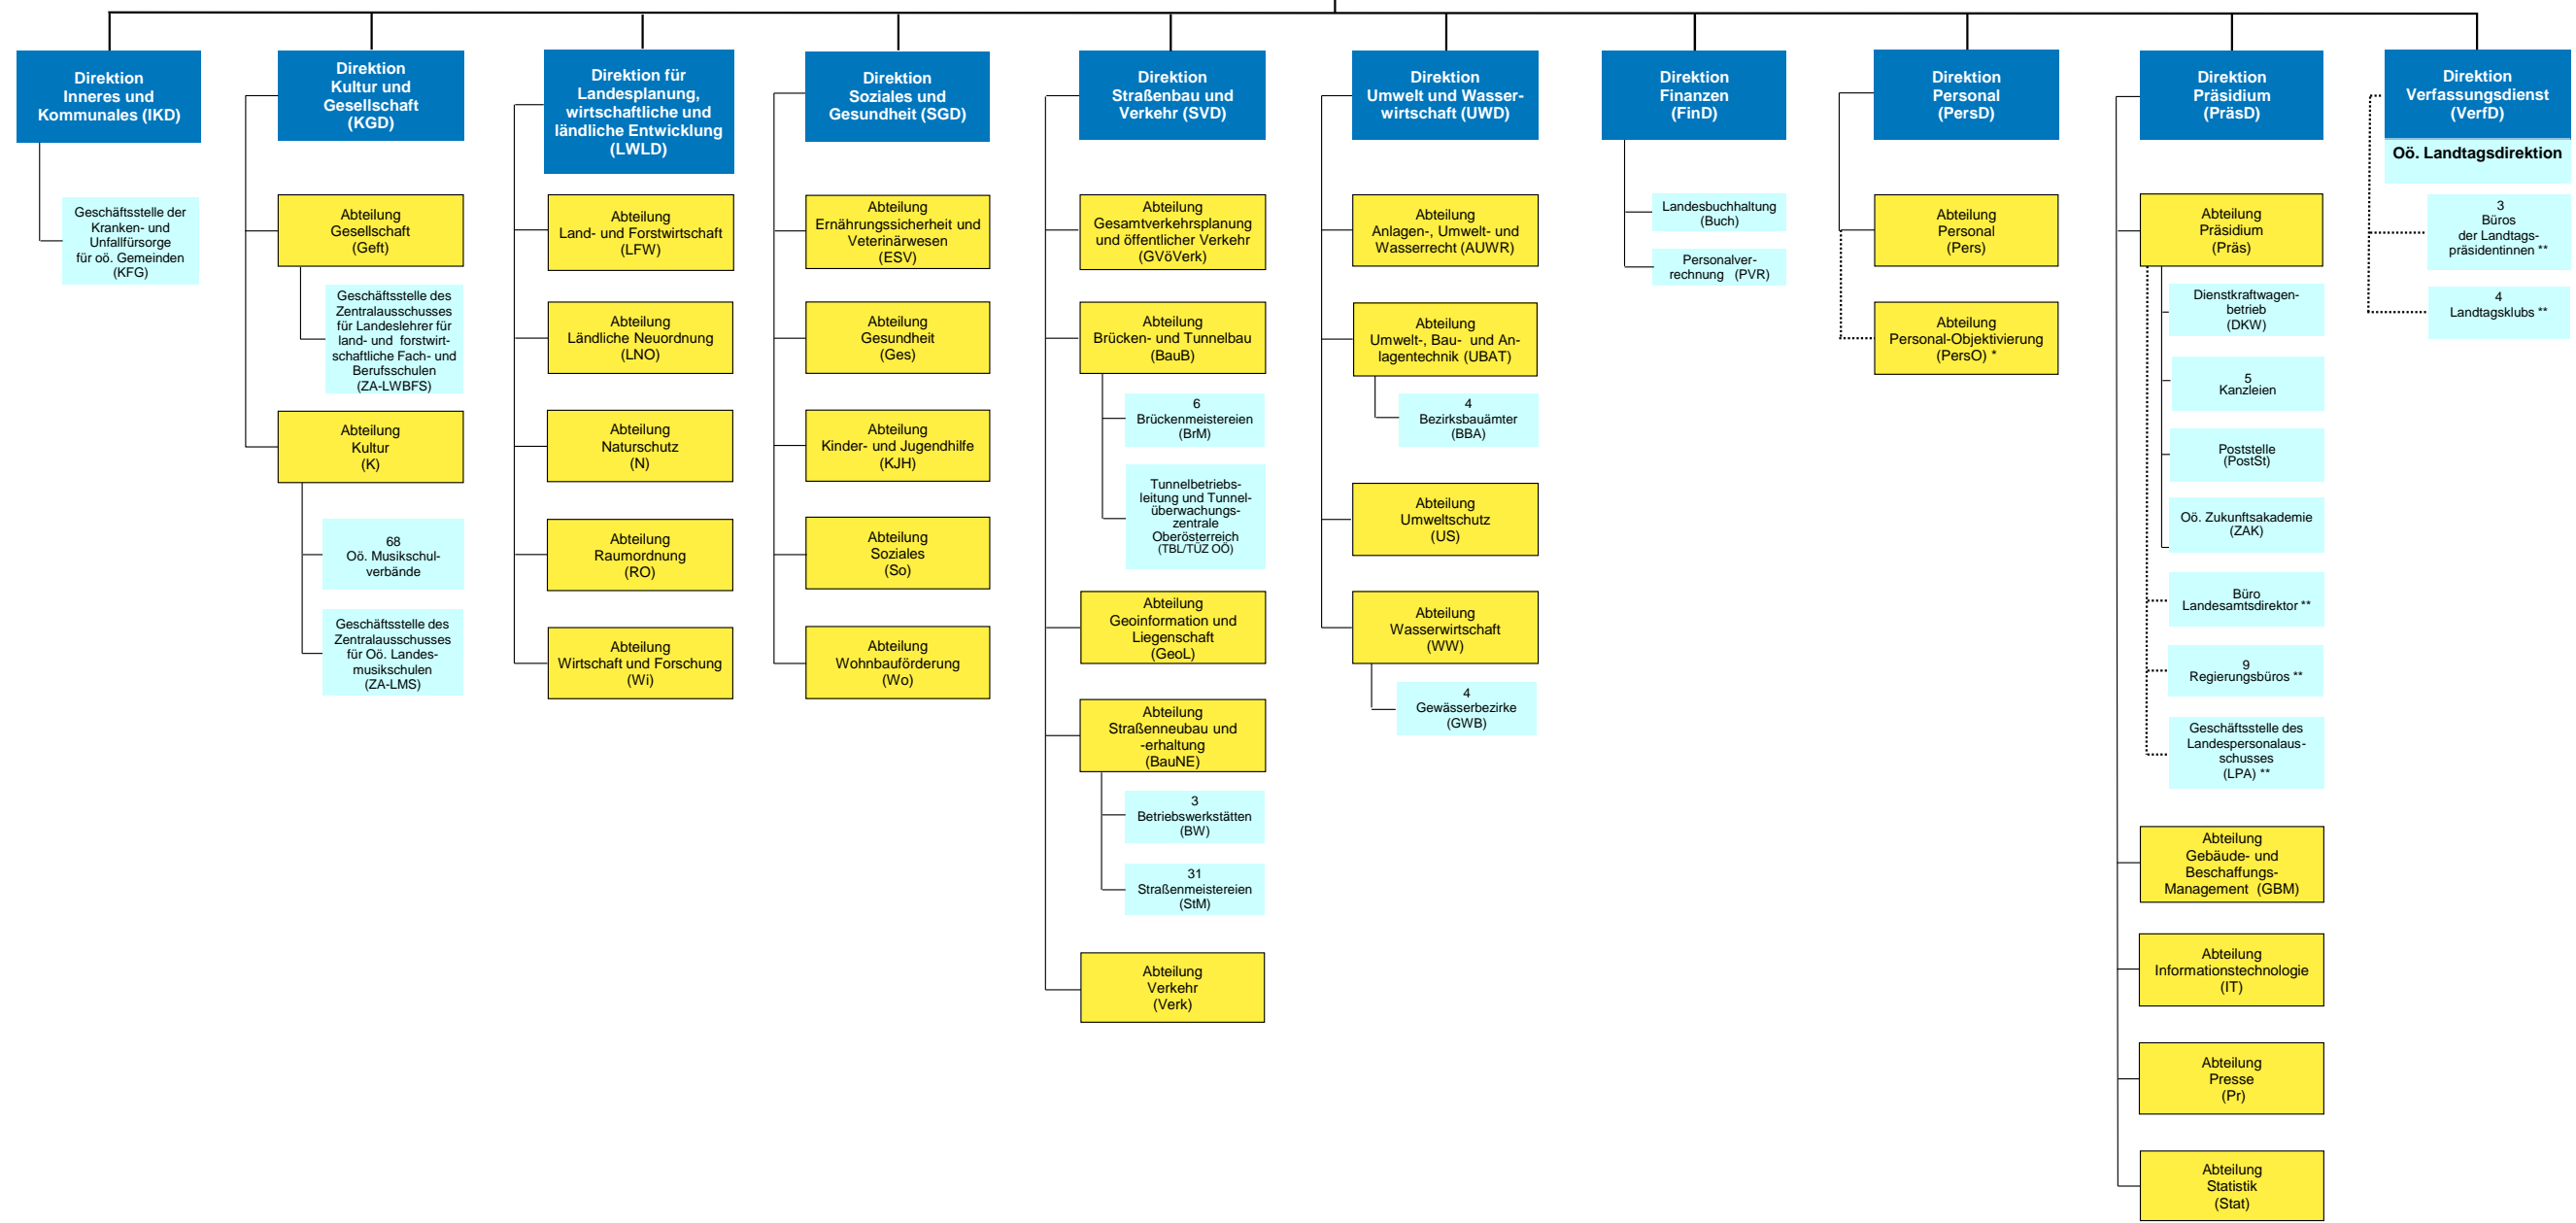 Direktion
Inneres und
Kommunales (IKD)
Geschäftsstelle der
Kranken- und
Unfallfürsorge
für oö. Gemeinden
(KFG)
Direktion
Kultur und
Gesellschaft
(KGD)
Abteilung
Gesellschaft
(Geft)
Geschäftsstelle des
Zentralausschusses
für Landeslehrer für
land- und forstwirt-
schaftliche Fach- und
Berufsschulen
(ZA-LWBFS)
Abteilung
Kultur
(K)
68
Oö. Musikschul-
verbände
Geschäftsstelle des
Zentralausschusses
für Oö. Landes-
musikschulen
(ZA-LMS)
Direktion für
Landesplanung,
wirtschaftliche und
ländliche Entwicklung
(LWLD)
Abteilung
Land- und Forstwirtschaft
(LFW)
Abteilung
Ländliche Neuordnung
(LNO)
Abteilung
Naturschutz
(N)
Abteilung
Raumordnung
(RO)
Abteilung
Wirtschaft und Forschung
(Wi)
Direktion
Soziales und
Gesundheit (SGD)
Abteilung
Ernährungssicherheit und
Veterinärwesen
(ESV)
Abteilung
Gesundheit
(Ges)
Abteilung
Kinder- und Jugendhilfe
(KJH)
Abteilung
Soziales
(So)
Abteilung
Wohnbauförderung
(Wo)
Direktion
Straßenbau und
Verkehr (SVD)
Abteilung
Gesamtverkehrsplanung
und öffentlicher Verkehr
(GVöVerk)
Abteilung
Brücken- und Tunnelbau
(BauB)
6
Brückenmeistereien
(BrM)
Tunnelbetriebs-
leitung und Tunnel-
überwachungs-
zentrale
Oberösterreich
(TBL/TÜZ OÖ)
Abteilung
Geoinformation und
Liegenschaft
(GeoL)
Abteilung
Straßenneubau und
-erhaltung
(BauNE)
3
Betriebswerkstätten
(BW)
31
Straßenmeistereien
(StM)
Abteilung
Verkehr
(Verk)
Direktion
Umwelt und Wasser-
wirtschaft (UWD)
Abteilung
Anlagen-, Umwelt- und
Wasserrecht (AUWR)
Abteilung
Umwelt-, Bau- und An-
lagentechnik (UBAT)
4
Bezirksbauämter
(BBA)
Abteilung
Umweltschutz
(US)
Abteilung
Wasserwirtschaft
(WW)
4
Gewässerbezirke
(GWB)
Direktion
Finanzen
(FinD)
Landesbuchhaltung
(Buch)
Personalver-
rechnung (PVR)
Direktion
Personal
(PersD)
Abteilung
Personal
(Pers)
Abteilung
Personal-Objektivierung
(PersO) *
Direktion
Präsidium
(PräsD)
Abteilung
Präsidium
(Präs)
Dienstkraftwagen-
betrieb
(DKW)
5
Kanzleien
Poststelle
(PostSt)
Oö. Zukunftsakademie
(ZAK)
Büro
Landesamtsdirektor **
9
Regierungsbüros **
Geschäftsstelle des
Landespersonalaus-
schusses
(LPA) **
Abteilung
Gebäude- und
Beschaffungs-
Management (GBM)
Abteilung
Informationstechnologie
(IT)
Abteilung
Presse
(Pr)
Abteilung
Statistik
(Stat)
Direktion
Verfassungsdienst
(VerfD)
Oö. Landtagsdirektion
3
Büros
der Landtags-
präsidentinnen **
4
Landtagsklubs **